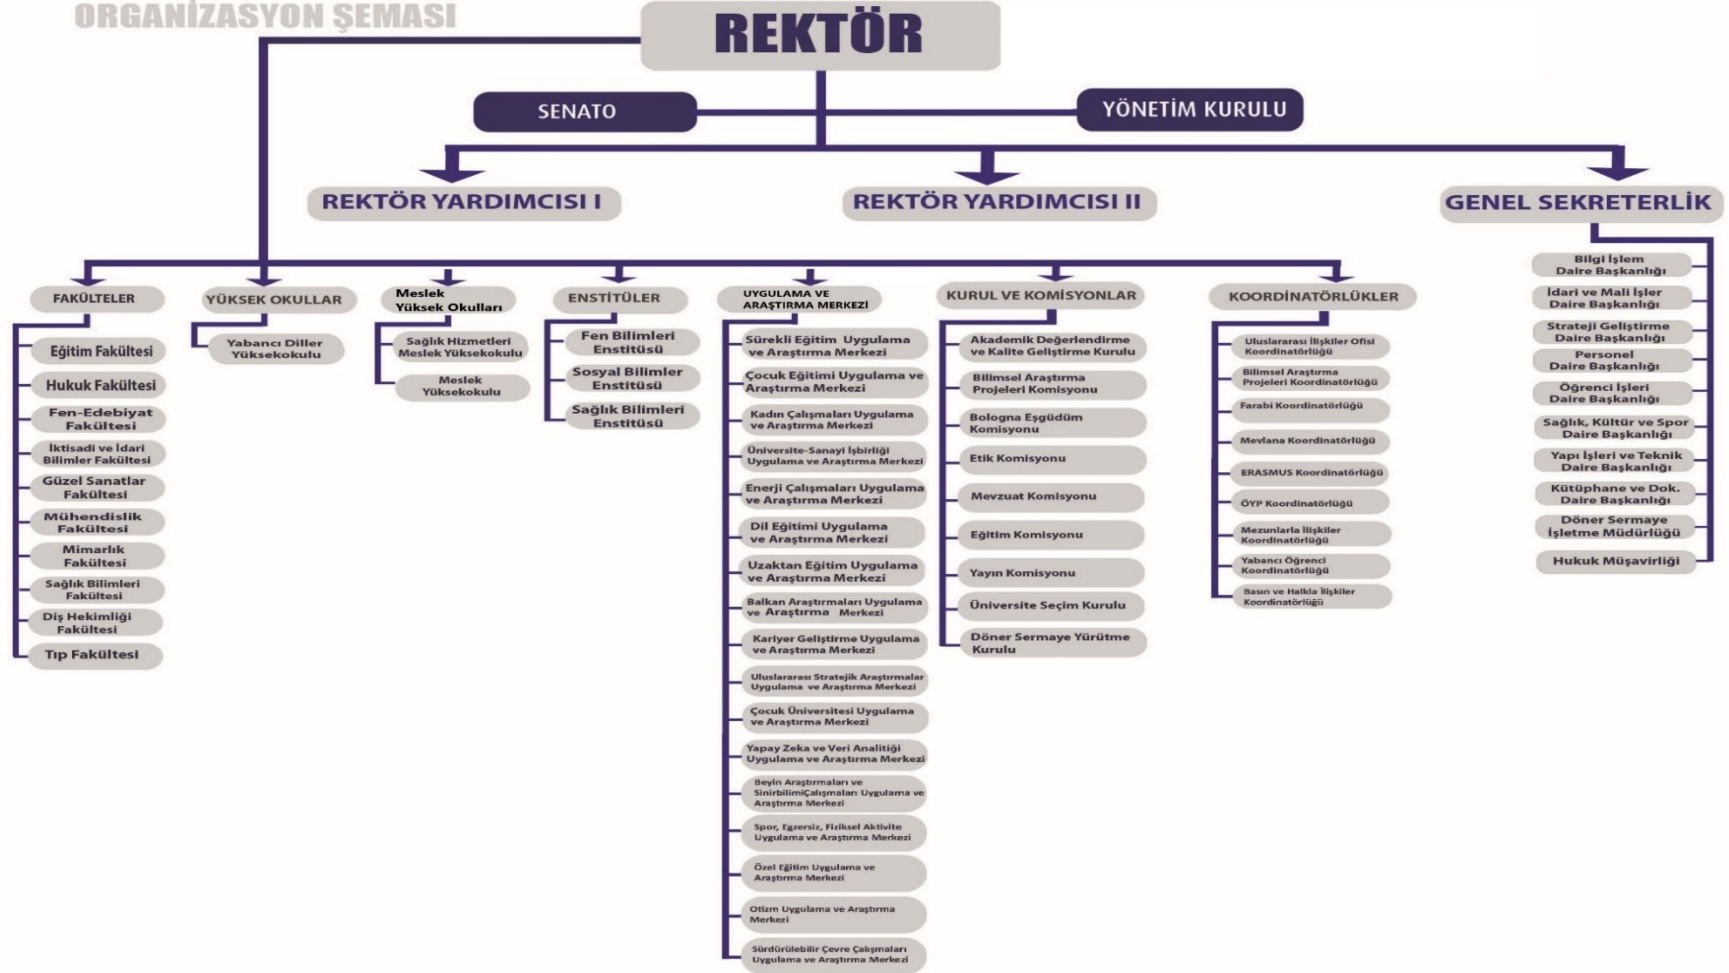 ORGANİZASYON ŞEMASI
REKTÖR
SENATO
YÖNETİM KURULU
REKTÖR YARDIMCISI I
REKTÖR YARDIMCISI II
GENEL SEKRETERLİK
FAKÜLTELER
Eğitim Fakültesi
Hukuk Fakültesi
Fen-Edebiyat
Fakültesi
İktisadi ve İdari
Bilimler Fakültesi
Güzel Sanatlar
Fakültesi
Mühendislik
Fakültesi
Mimarlık
Fakültesi
Sağlık Bilimleri
Fakültesi
Diş Hekimliği
Fakültesi
Tıp Fakültesi
YÜKSEK OKULLAR
Yabancı Diller
Yüksekokulu
Meslek
Yüksek Okulları
Sağlık Hizmetleri
Meslek Yüksekokulu
Meslek
Yüksekokulu
ENSTİTÜLER
Fen Bilimleri
Enstitüsü
Sosyal Bilimler
Enstitüsü
Sağlık Bilimleri
Enstitüsü
UYGULAMA VE
ARAŞTIRMA MERKEZİ
Sürekli Eğitim Uygulama
ve Araştırma Merkezi
Çocuk Eğitimi Uygulama ve
Araştırma Merkezi
Kadın Çalışmaları Uygulama
ve Araştırma Merkezi
Üniversite-Sanayi İşbirliği
Uygulama ve Araştırma Merkezi
Enerji Çalışmaları Uygulama
ve Araştırma Merkezi
Dil Eğitimi Uygulama
ve Araştırma Merkezi
Uzaktan Eğitim Uygulama
ve Araştırma Merkezi
Balkan Araştırmaları Uygulama
ve Araştırma Merkezi
Kariyer Geliştirme Uygulama
ve Araştırma Merkezi
Uluslararası Stratejik Araştırmalar
Uygulama ve Araştırma Merkezi
Çocuk Üniversitesi Uygulama
ve Araştırma Merkezi
Yapay Zeka ve Veri Analitiği
Uygulama ve Araştırma Merkezi
Beyin Araştırmaları ve
SinirbilimiÇalışmaları Uygulama ve
Araştırma Merkezi
Spor, Egzersiz, Fiziksel Aktivite
Uygulama ve Araştırma Merkezi
Özel Eğitim Uygulama ve
Araştırma Merkezi
Otizm Uygulama ve Araştırma
Merkezi
Sürdürülebilir Çevre Çalışmaları
Uygulama ve Araştırma Merkezi
KURUL VE KOMİSYONLAR
Akademik Değerlendirme
ve Kalite Geliştirme Kurulu
Bilimsel Araştırma
Projeleri Komisyonu
Bologna Eşgüdüm
Komisyonu
Etik Komisyonu
Mevzuat Komisyonu
Eğitim Komisyonu
Yayın Komisyonu
Üniversite Seçim Kurulu
Döner Sermaye Yürütme
Kurulu
KOORDİNATÖRLÜKLER
Uluslararası İlişkiler Ofisi
Koordinatörlüğü
Bilimsel Araştırma
Projeleri Koordinatörlüğü
Farabi Koordinatörlüğü
Mevlana Koordinatörlüğü
ERASMUS Koordinatörlüğü
ÖYP Koordinatörlüğü
Mezunlarla İlişkiler
Koordinatörlüğü
Yabancı Öğrenci
Koordinatörlüğü
Basın ve Halkla İlişkiler
Koordinatörlüğü
Bilgi İşlem
Daire Başkanlığı
İdari ve Mali İşler
Daire Başkanlığı
Strateji Geliştirme
Daire Başkanlığı
Personel
Daire Başkanlığı
Öğrenci İşleri
Daire Başkanlığı
Sağlık, Kültür ve Spor
Daire Başkanlığı
Yapı İşleri ve Teknik
Daire Başkanlığı
Kütüphane ve Dok.
Daire Başkanlığı
Döner Sermaye
İşletme Müdürlüğü
Hukuk Müşavirliği